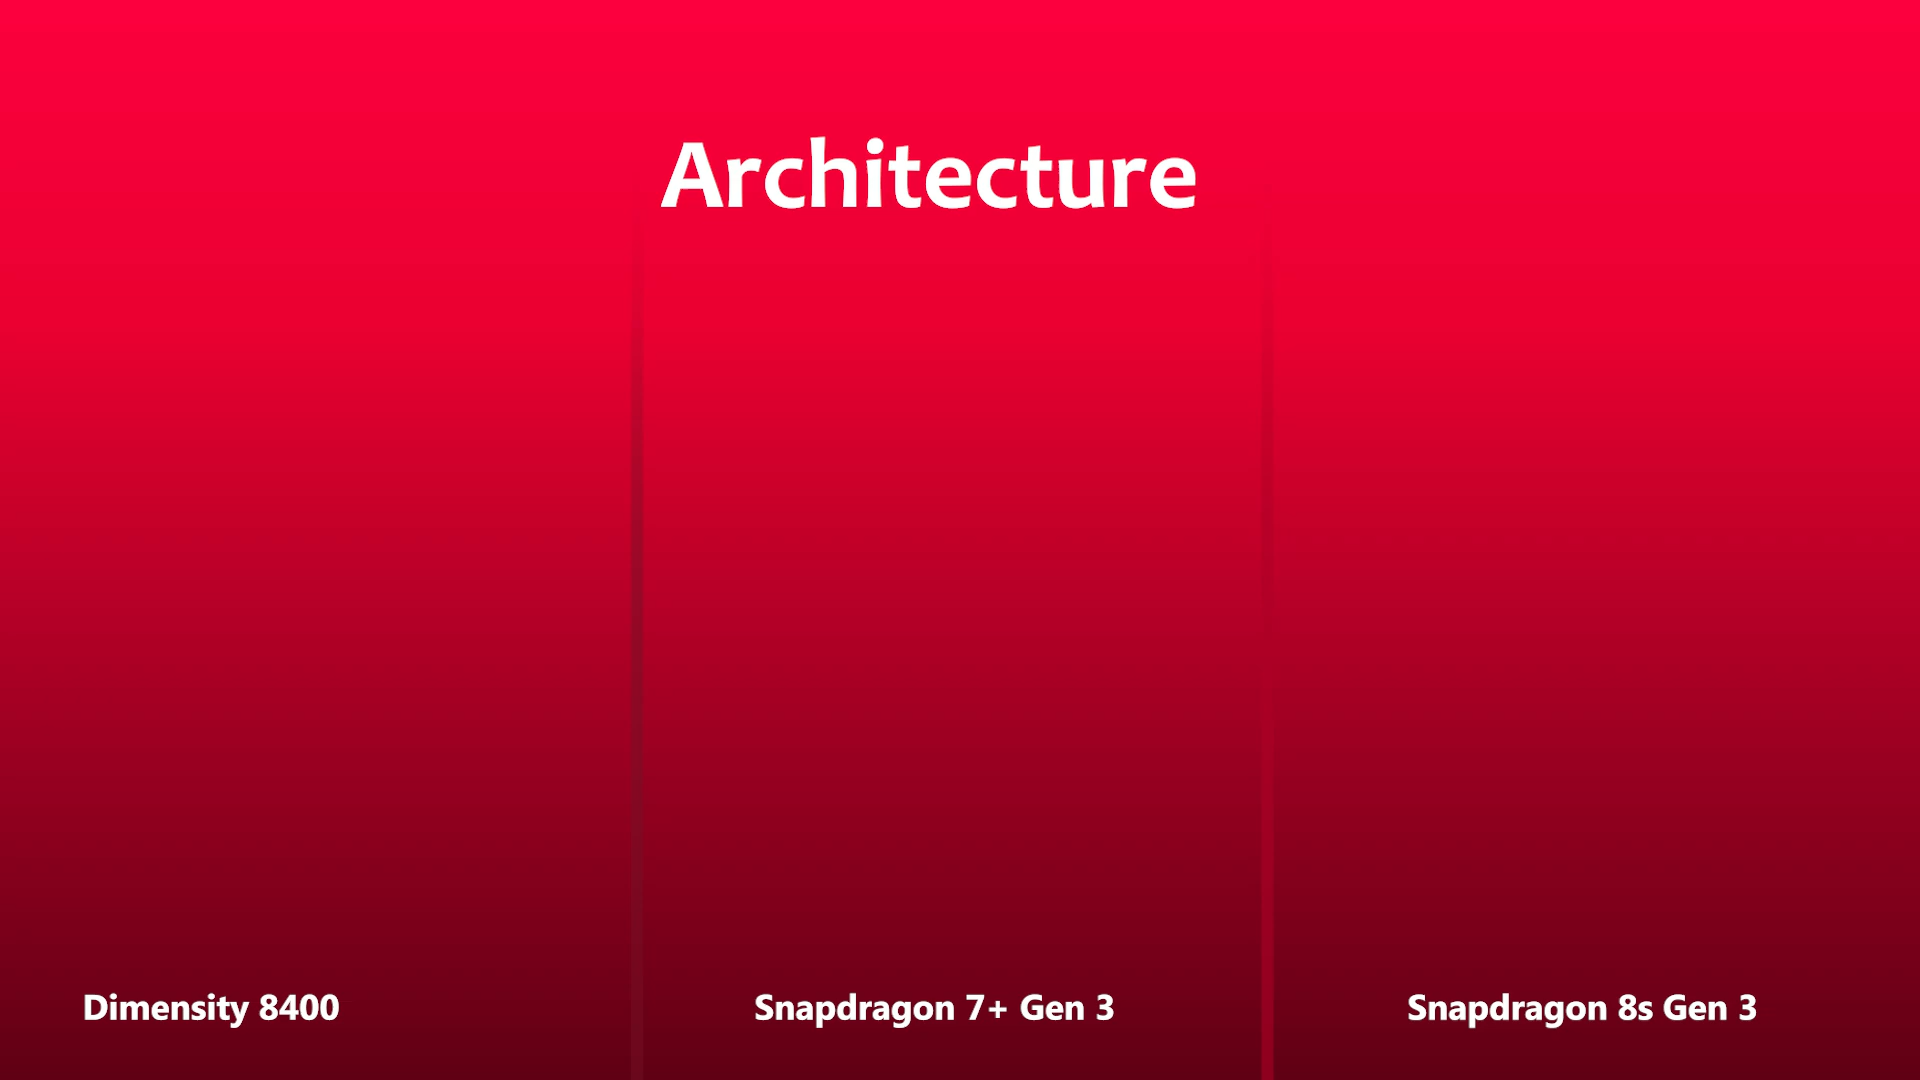 Architecture
Dimensity 8400
Snapdragon 7+ Gen 3
Snapdragon 8s Gen 3